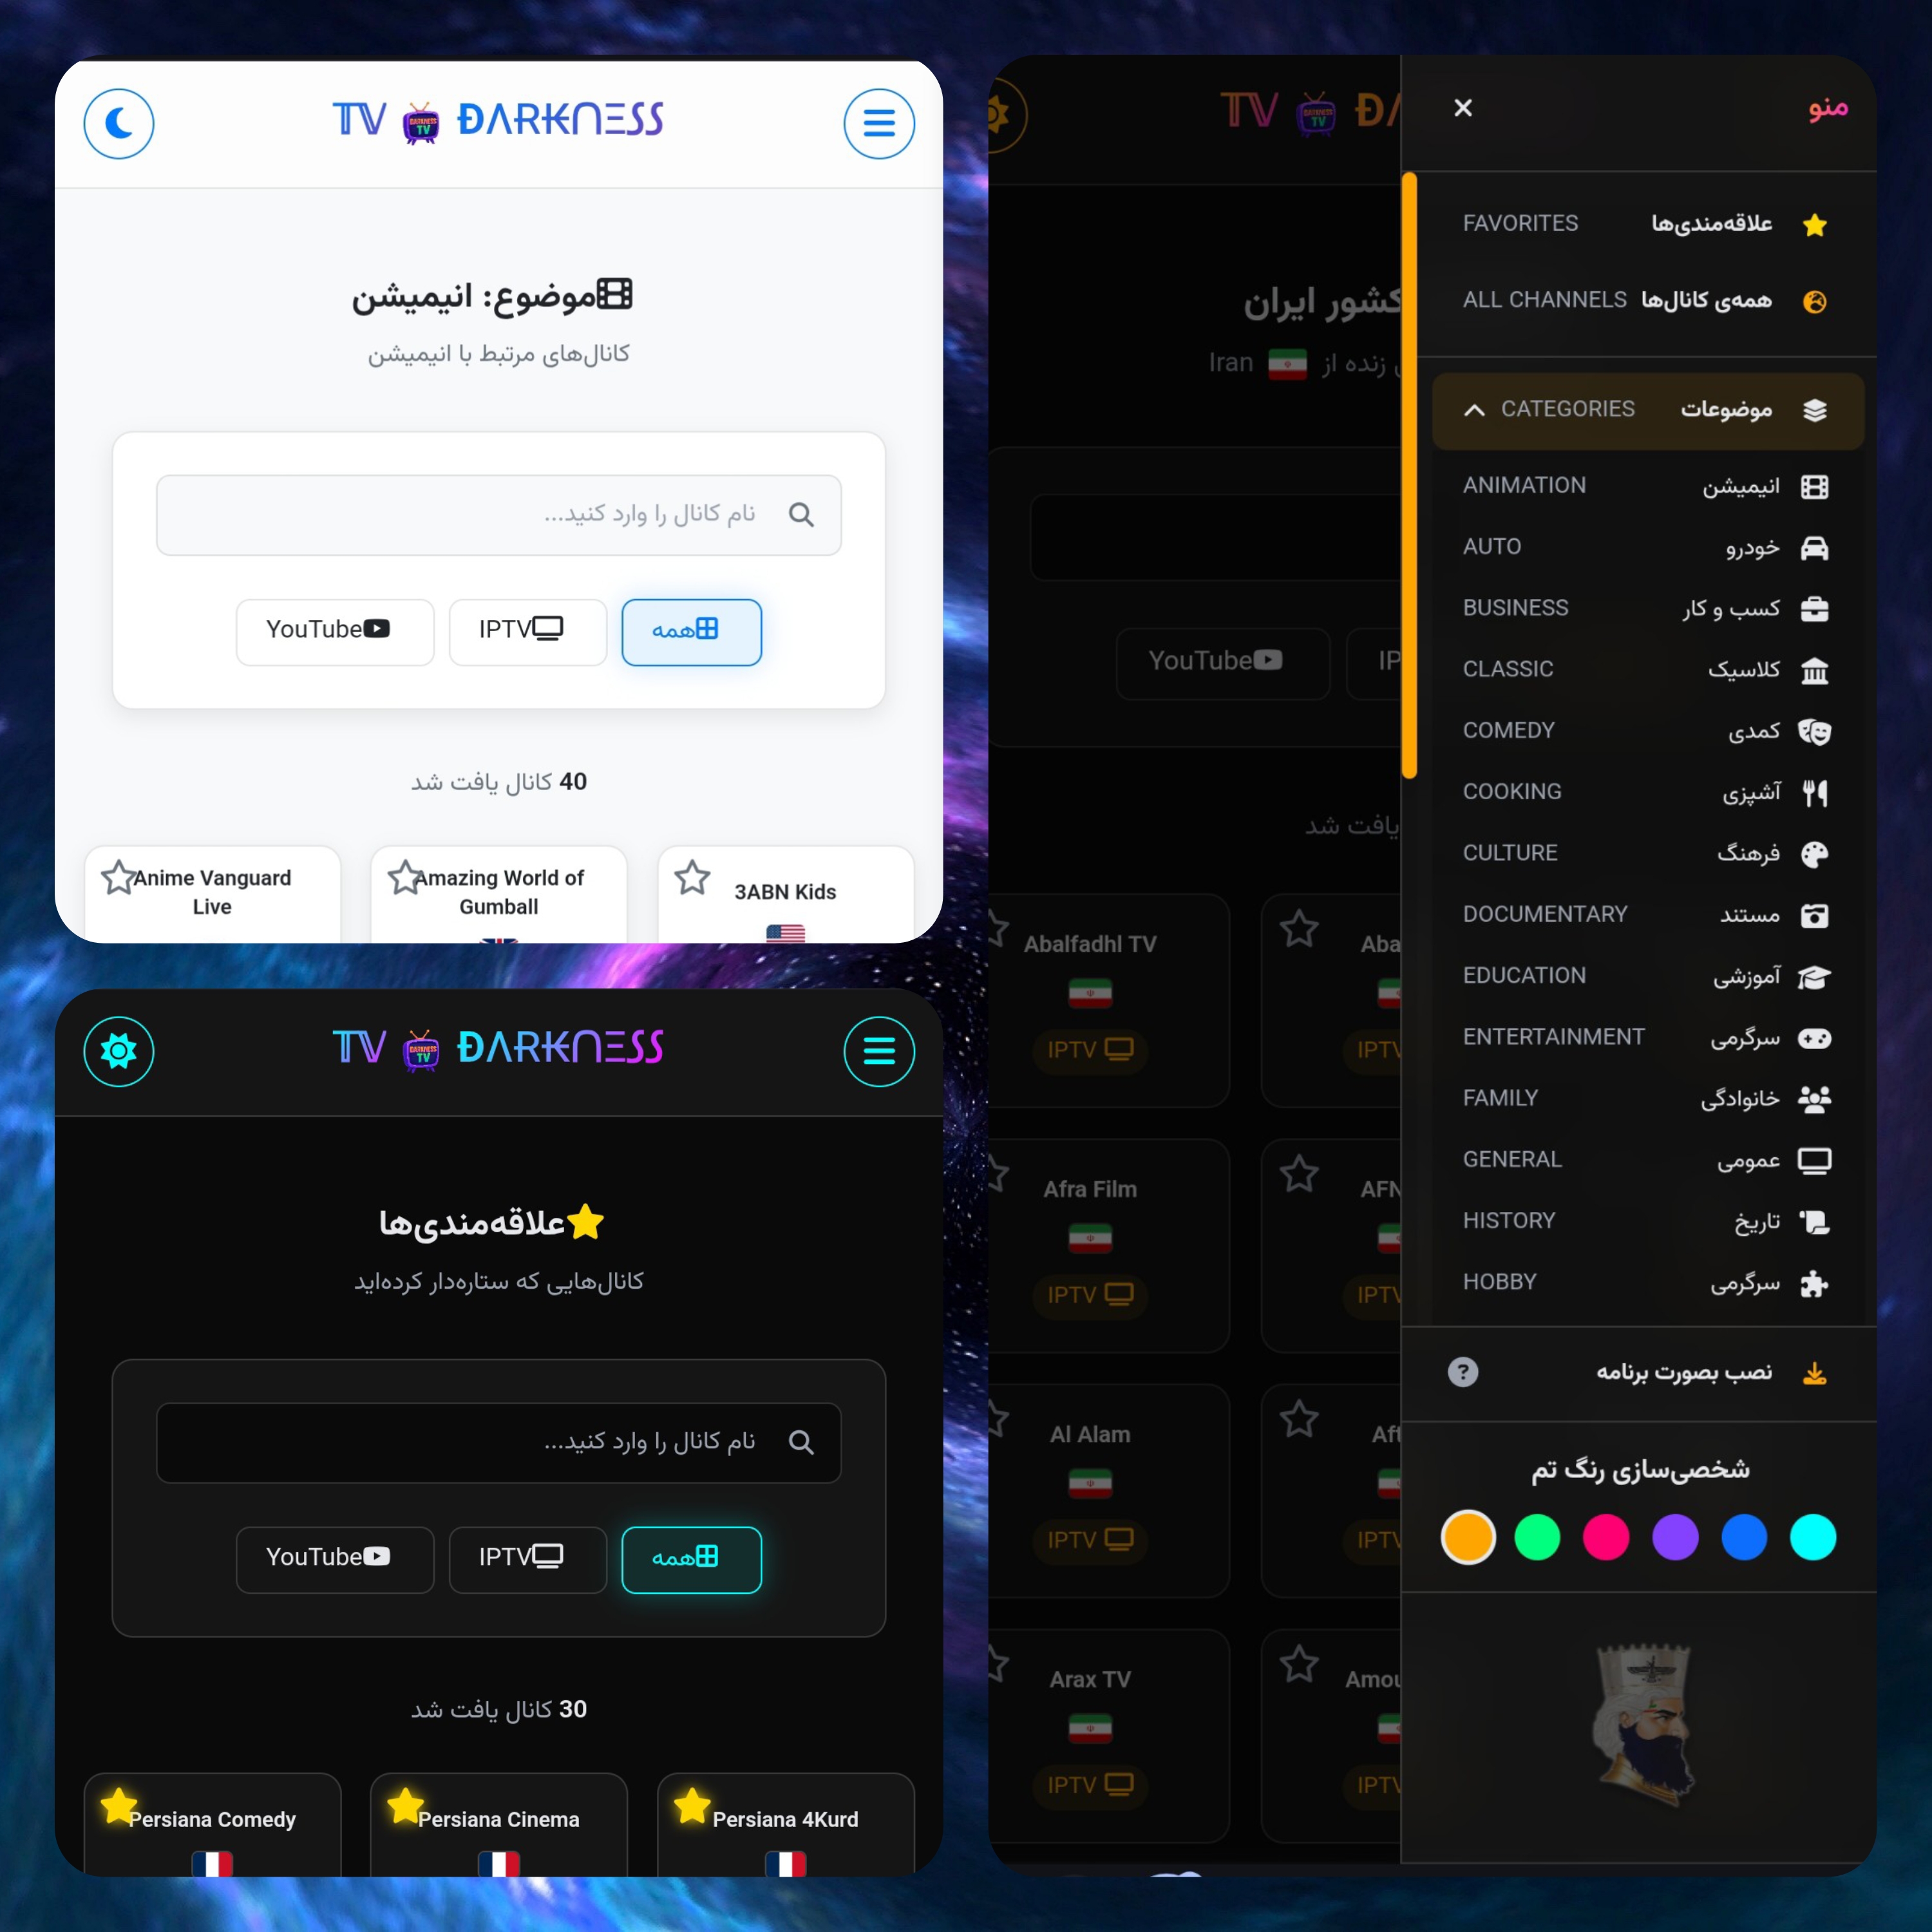 TV DARKNESS
موضوع: انیمیشن
کانال‌های مرتبط با انیمیشن
نام کانال را وارد کنید...
همه
IPTV
YouTube
40 کانال یافت شد
3ABN Kids
Amazing World of
Gumball
Anime Vanguard
Live
TV DARKNESS
علاقه‌مندی‌ها
کانال‌هایی که ستاره‌دار کرده‌اید
نام کانال را وارد کنید...
همه
IPTV
YouTube
30 کانال یافت شد
Persiana 4Kurd
Persiana Cinema
Persiana Comedy
TV DA
کشور ایران
زنده از Iran
IP
YouTube
یافت شد
Aba
IPTV
Abalfadhl TV
IPTV
AFN
IPTV
Afra Film
IPTV
Aft
IPTV
Al Alam
IPTV
Amou
IPTV
Arax TV
IPTV
منو
علاقه‌مندی‌ها FAVORITES
همه‌ی کانال‌ها ALL CHANNELS
موضوعات CATEGORIES
انیمیشن ANIMATION
خودرو AUTO
کسب و کار BUSINESS
کلاسیک CLASSIC
کمدی COMEDY
آشپزی COOKING
فرهنگ CULTURE
مستند DOCUMENTARY
آموزشی EDUCATION
سرگرمی ENTERTAINMENT
خانوادگی FAMILY
عمومی GENERAL
تاریخ HISTORY
سرگرمی HOBBY
نصب بصورت برنامه ?
شخصی‌سازی رنگ تم